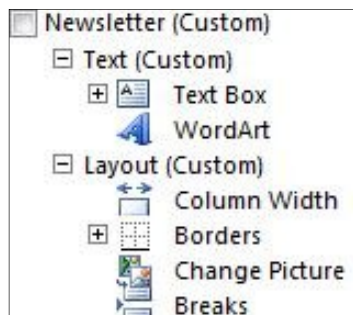 Newsletter (Custom)
Text (Custom)
Text Box
WordArt
Layout (Custom)
Column Width
Borders
Change Picture
Breaks